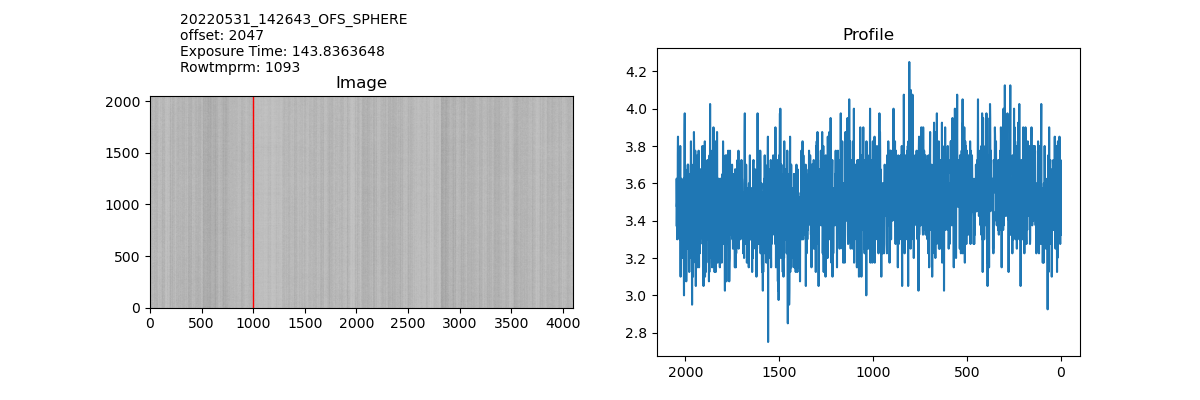 20220531_142643_OFS_SPHERE
offset: 2047
Exposure Time: 143.8363648
Rowtmprm: 1093
Image
2000
1500
1000
500
0
0 500 1000 1500 2000 2500 3000 3500 4000
Profile
4.2
4.0
3.8
3.6
3.4
3.2
3.0
2.8
2000 1500 1000 500 0